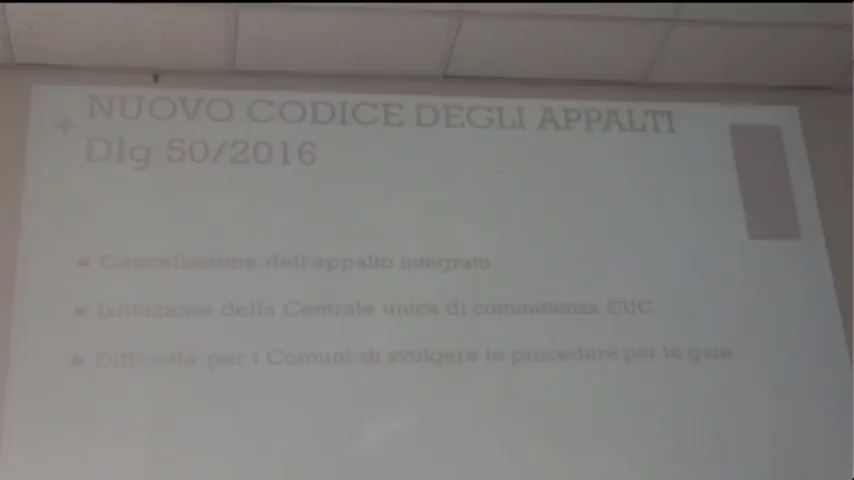 + NUOVO CODICE DEGLI APPALTI
Dlg 50/2016
▪ Cancellazione dell'appalto integrato
▪ Istituzione della Centrale unica di committenza CUC
▪ Difficoltà per i Comuni di svolgere le procedure per le gare